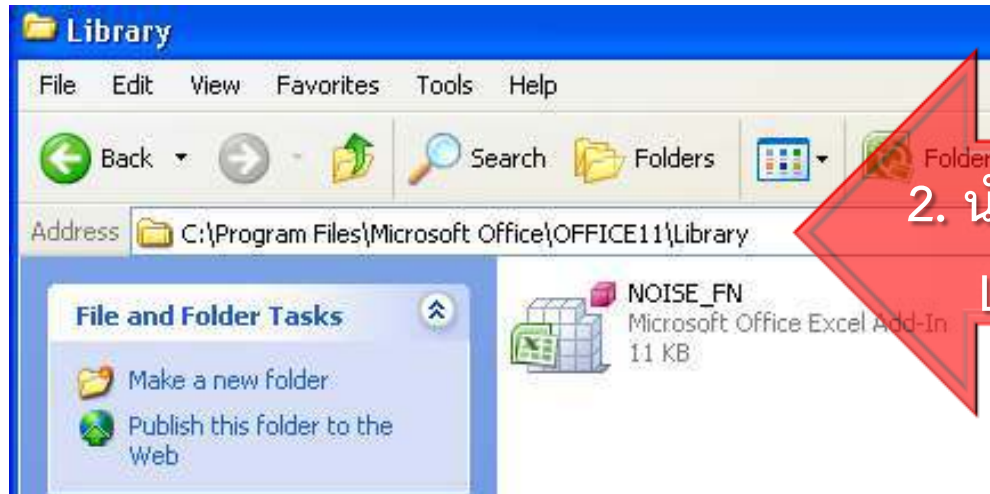 Library
File Edit View Favorites Tools Help
Back Search Folders Folder
Address C:\Program Files\Microsoft Office\OFFICE11\Library
2.
File and Folder Tasks
Make a new folder
Publish this folder to the
Web
NOISE_FN
Microsoft Office Excel Add-In
11 KB